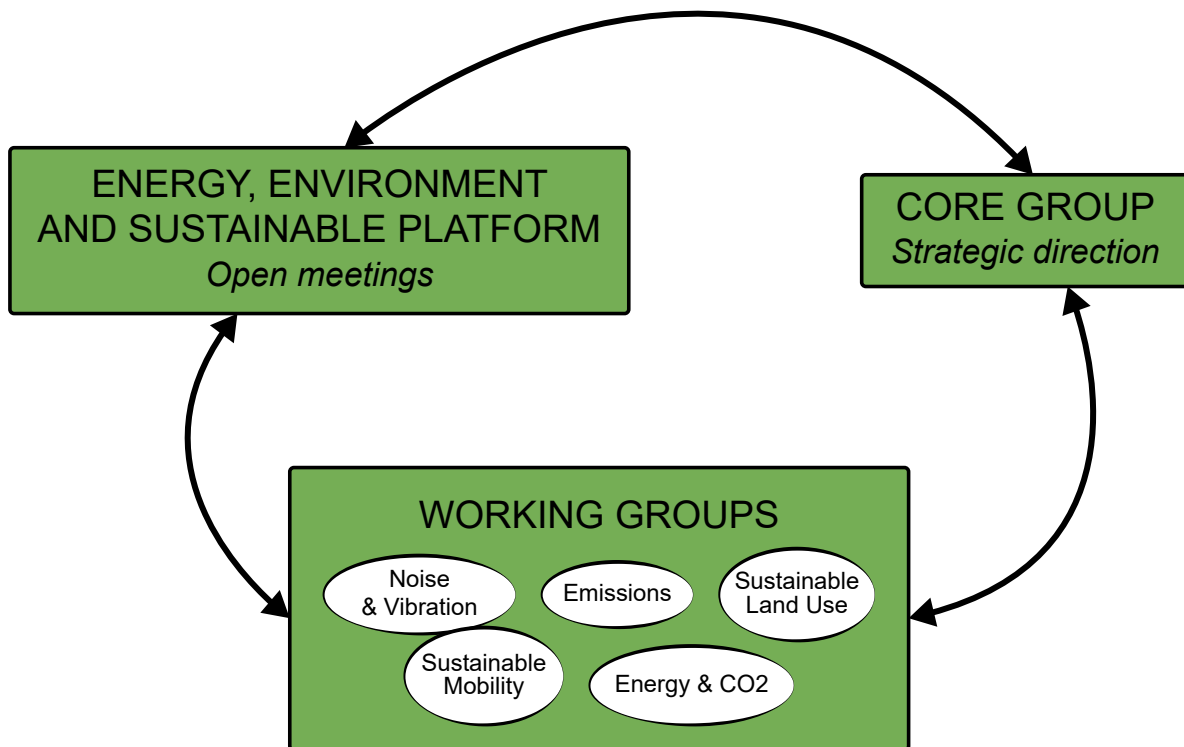 ENERGY, ENVIRONMENT
AND SUSTAINABLE PLATFORM
Open meetings
CORE GROUP
Strategic direction
WORKING GROUPS
Noise
& Vibration
Emissions
Sustainable
Land Use
Sustainable
Mobility
Energy & CO2